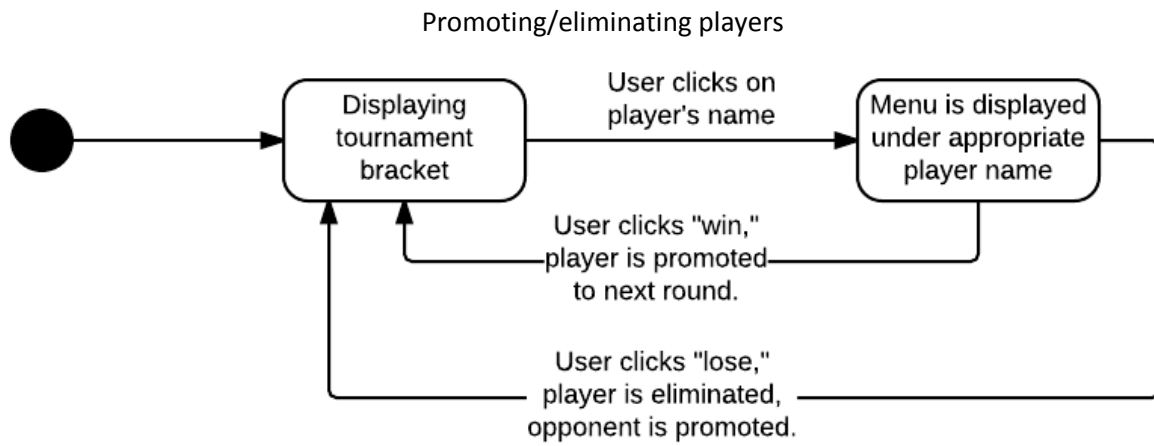 Promoting/eliminating players
Displaying
tournament
bracket
User clicks on
player's name
Menu is displayed
under appropriate
player name
User clicks "win,"
player is promoted
to next round.
User clicks "lose,"
player is eliminated,
opponent is promoted.